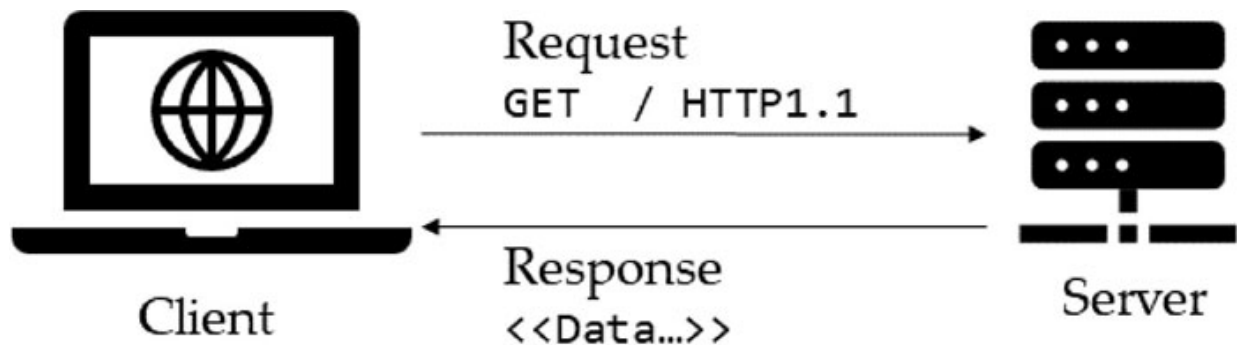 Request
GET / HTTP1.1
Response
<<Data…>>
Client
Server